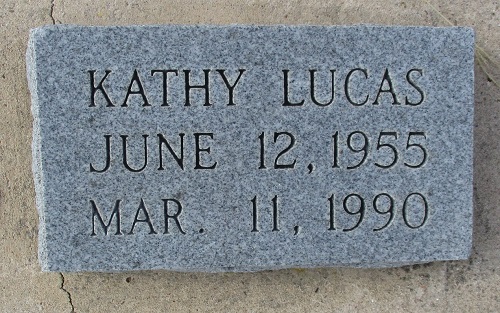 KATHY LUCAS
JUNE 12, 1955
MAR. 11, 1990